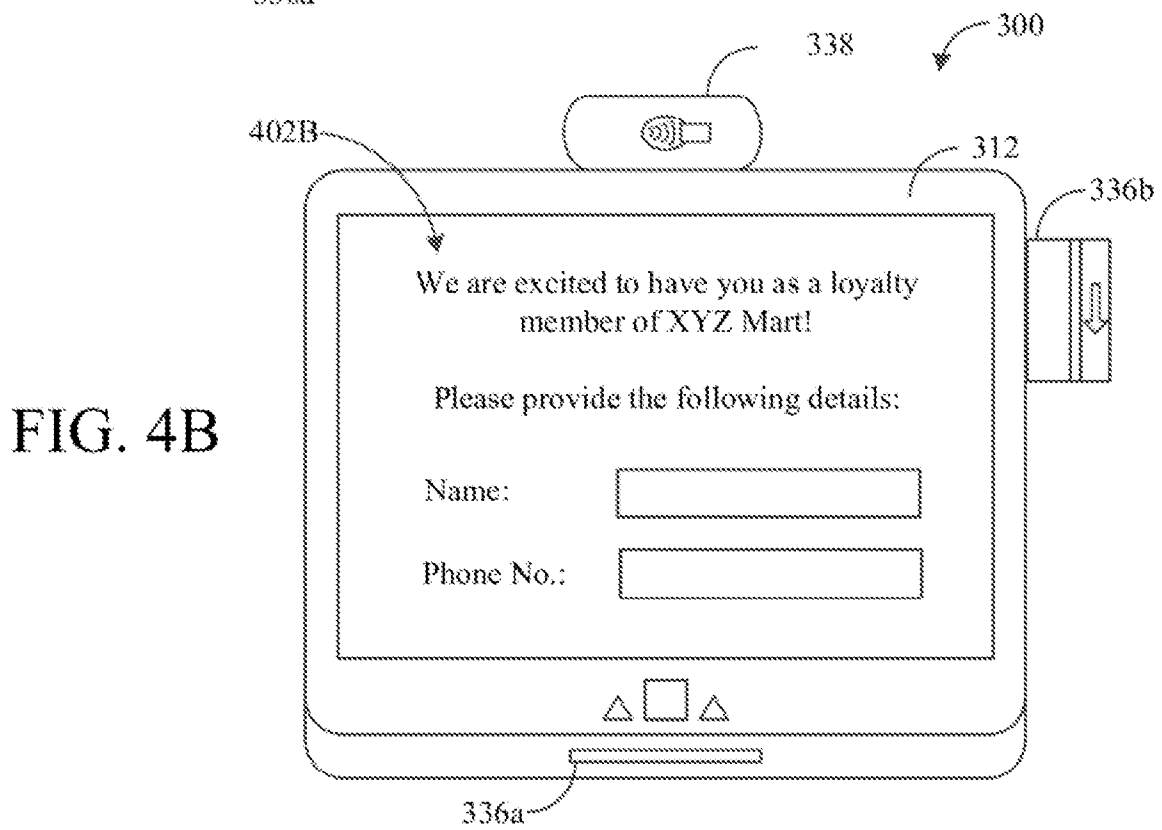 338
300
402B
312
336b
We are excited to have you as a loyalty
member of XYZ Mart!
Please provide the following details:
FIG. 4B
Name:
Phone No.:
336a